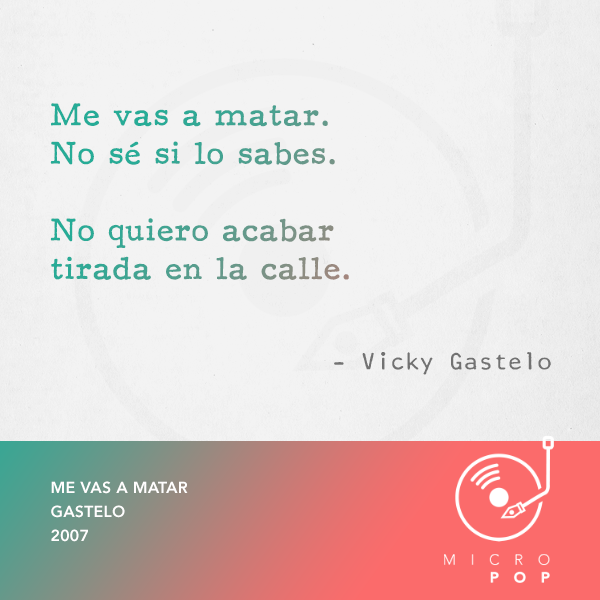 Me vas a matar.
No sé si lo sabes.
No quiero acabar
tirada en la calle.
– Vicky Gastelo
ME VAS A MATAR
GASTELO
2007
MICRO
POP